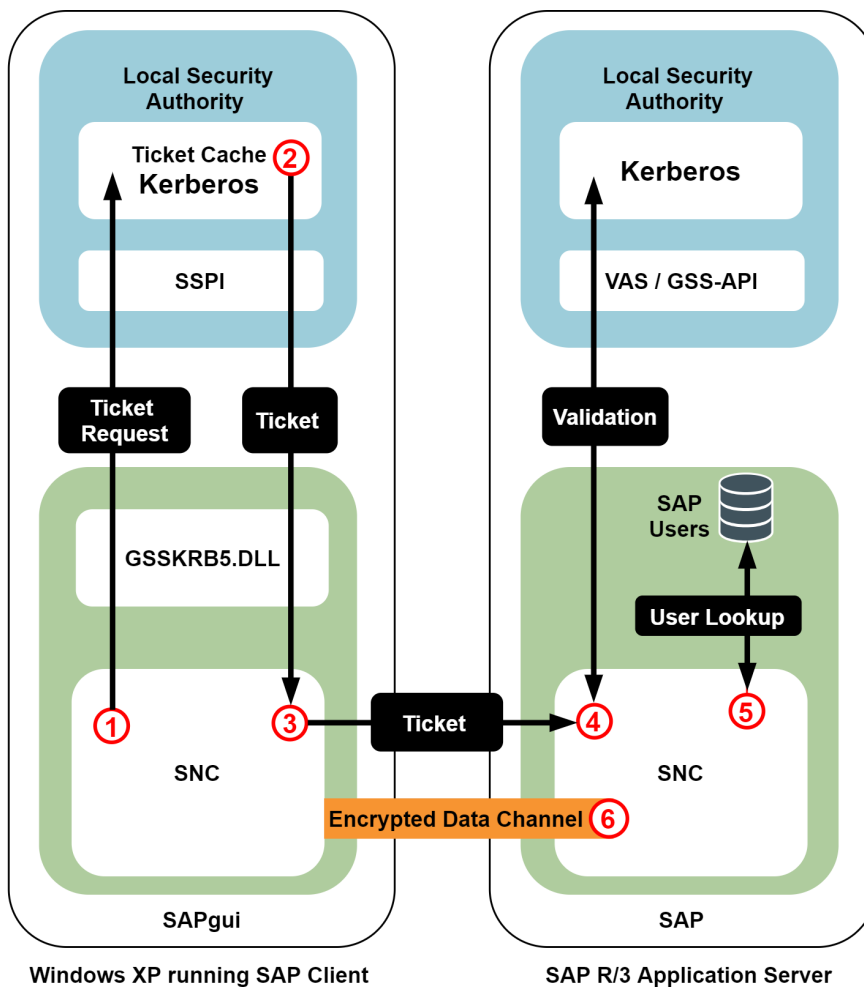 Local Security
Authority
Ticket Cache
2
Kerberos
SSPI
Ticket
Request
Ticket
GSSKRB5.DLL
1
3
SNC
SAPgui
Windows XP running SAP Client
Ticket
Encrypted Data Channel
6
Local Security
Authority
Kerberos
VAS / GSS-API
Validation
SAP
Users
User Lookup
4
5
SNC
SAP
SAP R/3 Application Server